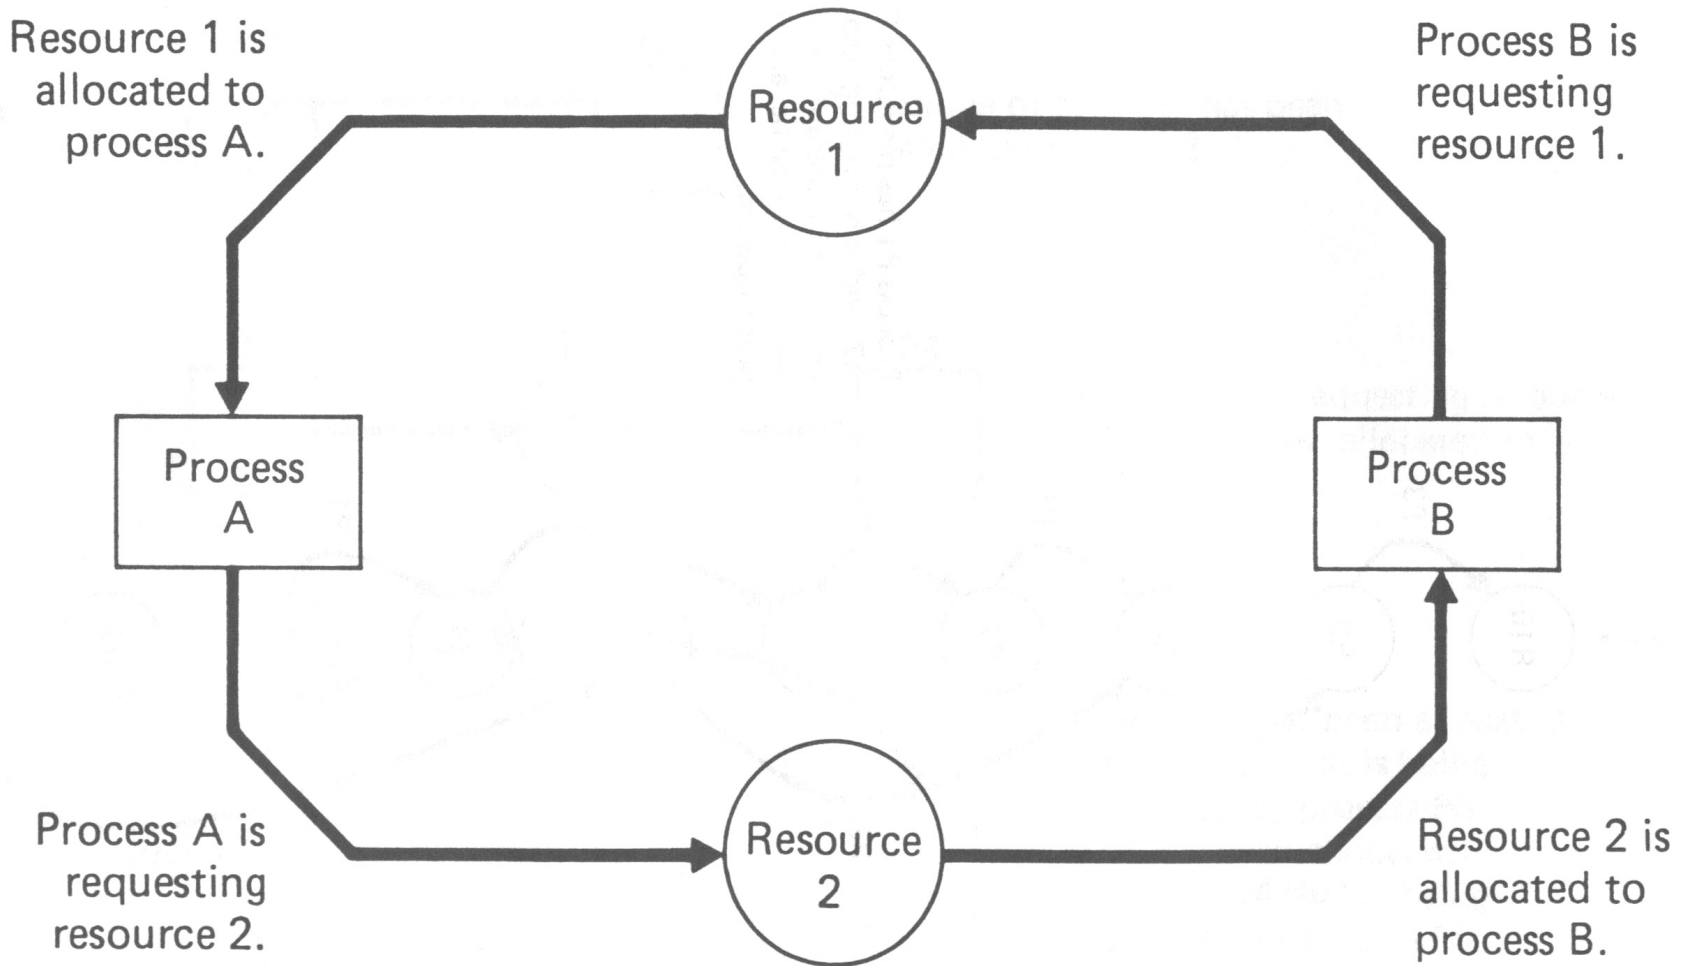 Resource 1 is
allocated to
process A.
Resource
1
Process B is
requesting
resource 1.
Process
A
Process
B
Process A is
requesting
resource 2.
Resource
2
Resource 2 is
allocated to
process B.